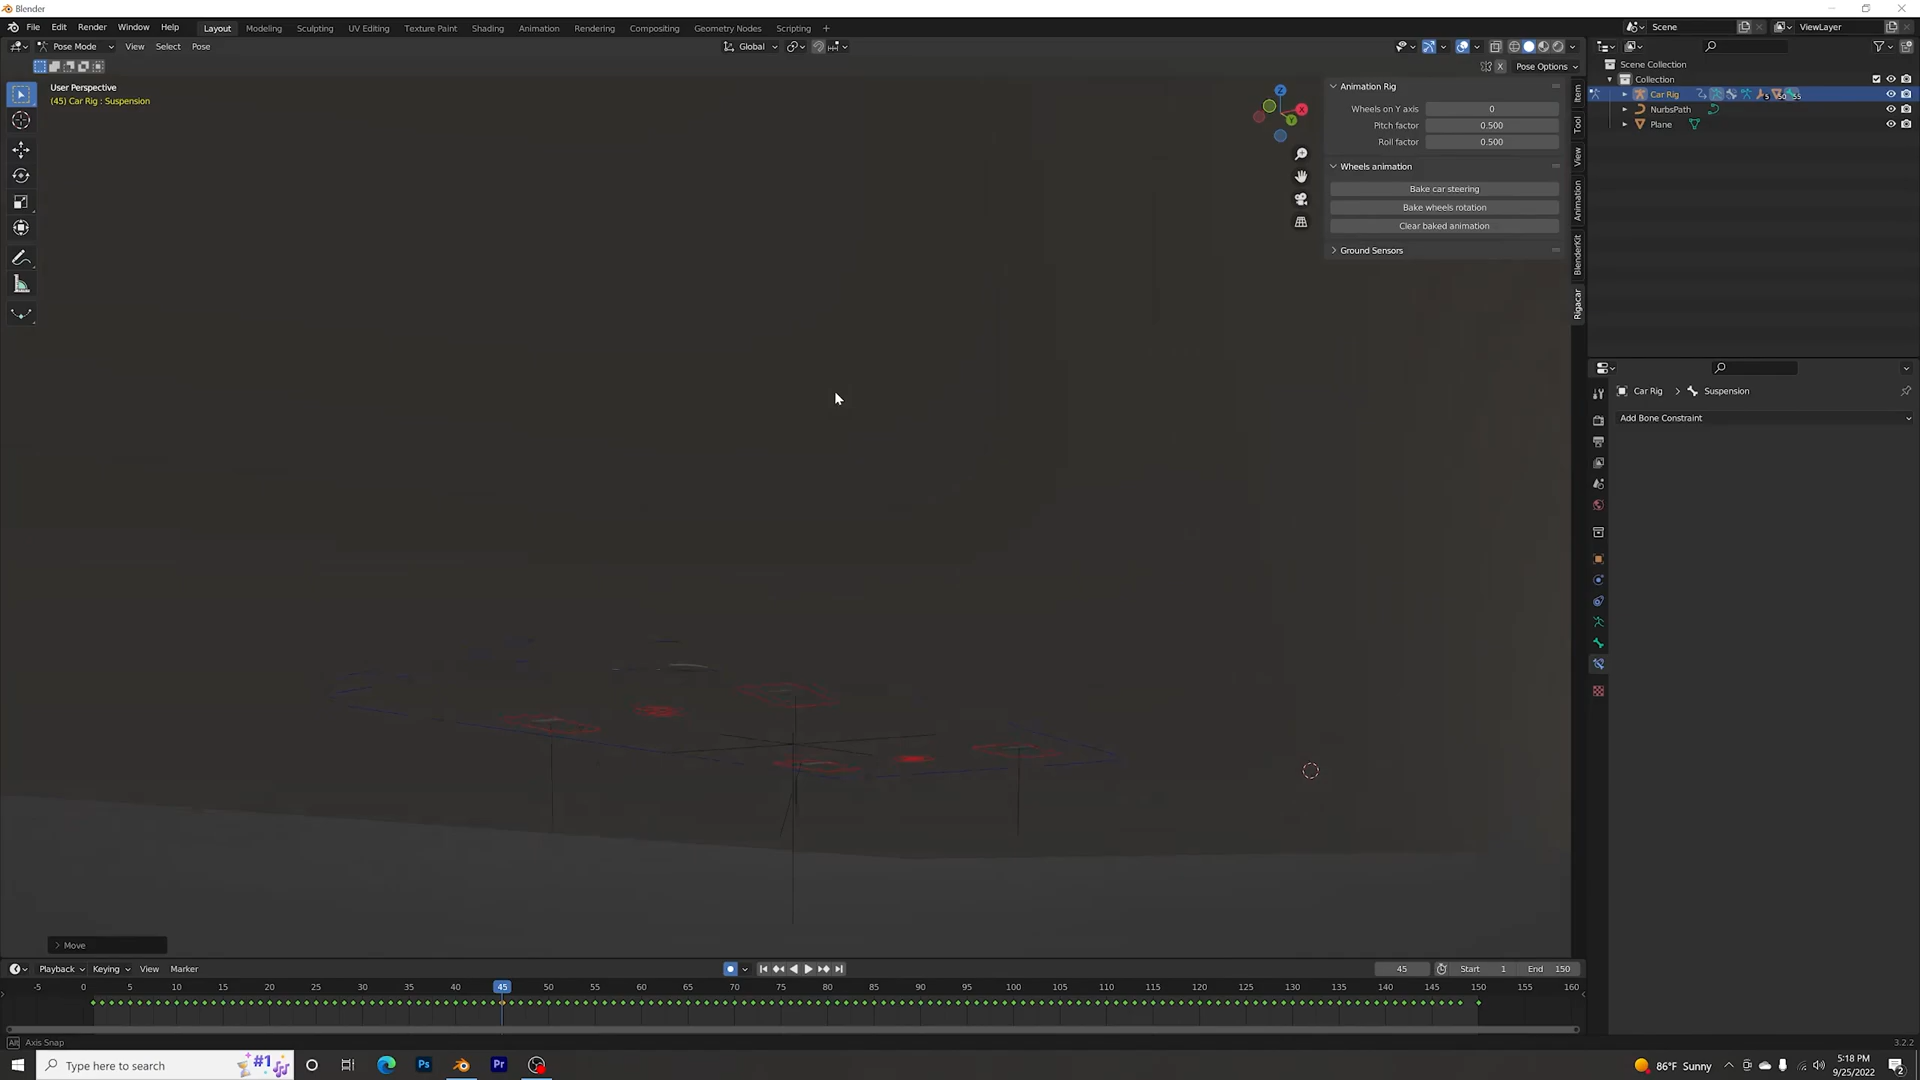 Blender
File Edit Render Window Help Layout Modeling Sculpting UV Editing Texture Paint Shading Animation Rendering Compositing Geometry Nodes Scripting + Scene ViewLayer
Pose Mode View Select Pose Global
X Pose Options
User Perspective
(45) Car Rig : Suspension
Z
X
Y
Animation Rig
Wheels on Y axis 0
Pitch factor 0.500
Roll factor 0.500
Wheels animation
Bake car steering
Bake wheels rotation
Clear baked animation
Ground Sensors
Item
Tool
View
Animation
BlenderKit
Rigacar
Scene Collection
Collection
Car Rig
NurbsPath
Plane
Car Rig > Suspension
Add Bone Constraint
Move
Playback Keying View Marker 45 Start 1 End 150
-5 0 5 10 15 20 25 30 35 40 45 50 55 60 65 70 75 80 85 90 95 100 105 110 115 120 125 130 135 140 145 150 155 160
Alt Axis Snap 3.2.2
Type here to search #1 Ps Pr 86°F Sunny 5:18 PM
9/25/2022
2